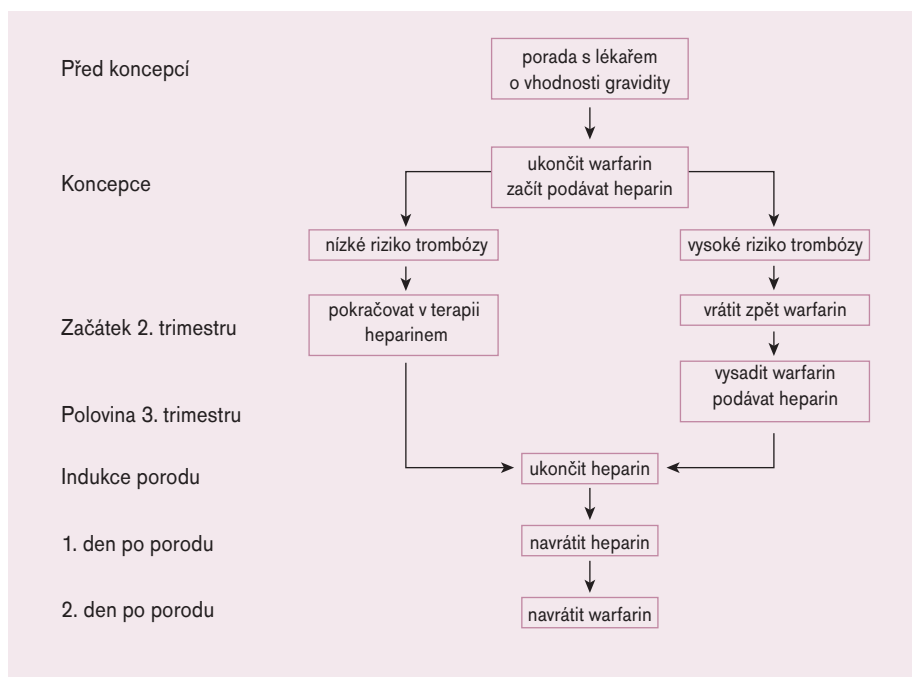 Před koncepcí
porada s lékařem
o vhodnosti gravidity
Koncepce
ukončit warfarin
začít podávat heparin
nízké riziko trombózy
vysoké riziko trombózy
Začátek 2. trimestru
pokračovat v terapii
heparinem
vrátit zpět warfarin
vysadit warfarin
podávat heparin
Polovina 3. trimestru
Indukce porodu
ukončit heparin
1. den po porodu
navrátit heparin
2. den po porodu
navrátit warfarin